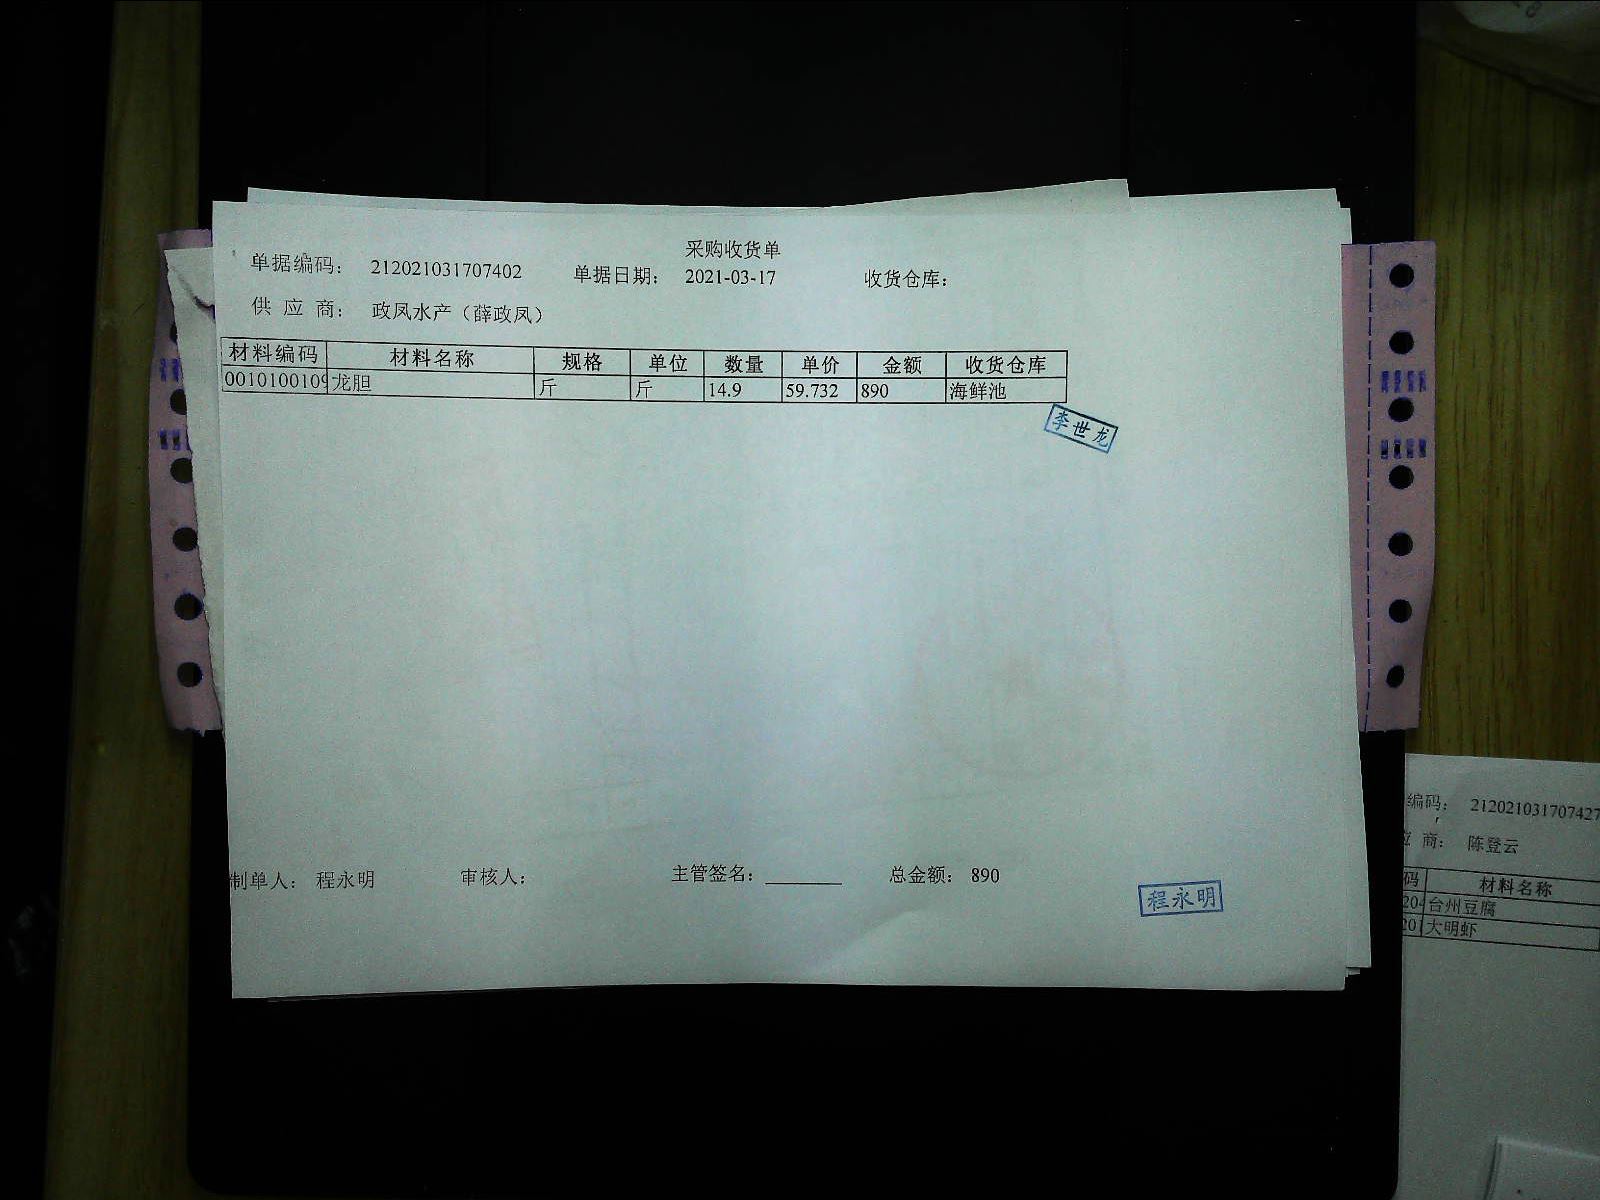 采购收货单
单据编码： 212021031707402 单据日期： 2021-03-17 收货仓库：
供 应 商： 政凤水产（薛政凤）
材料编码 材料名称 规格 单位 数量 单价 金额 收货仓库
0010100109 龙胆 斤 斤 14.9 59.732 890 海鲜池
李世龙
制单人： 程永明 审核人： 主管签名： 总金额： 890
程永明
编码： 212021031707427
应 商： 陈登云
码 材料名称
204 台州豆腐
201 大明虾